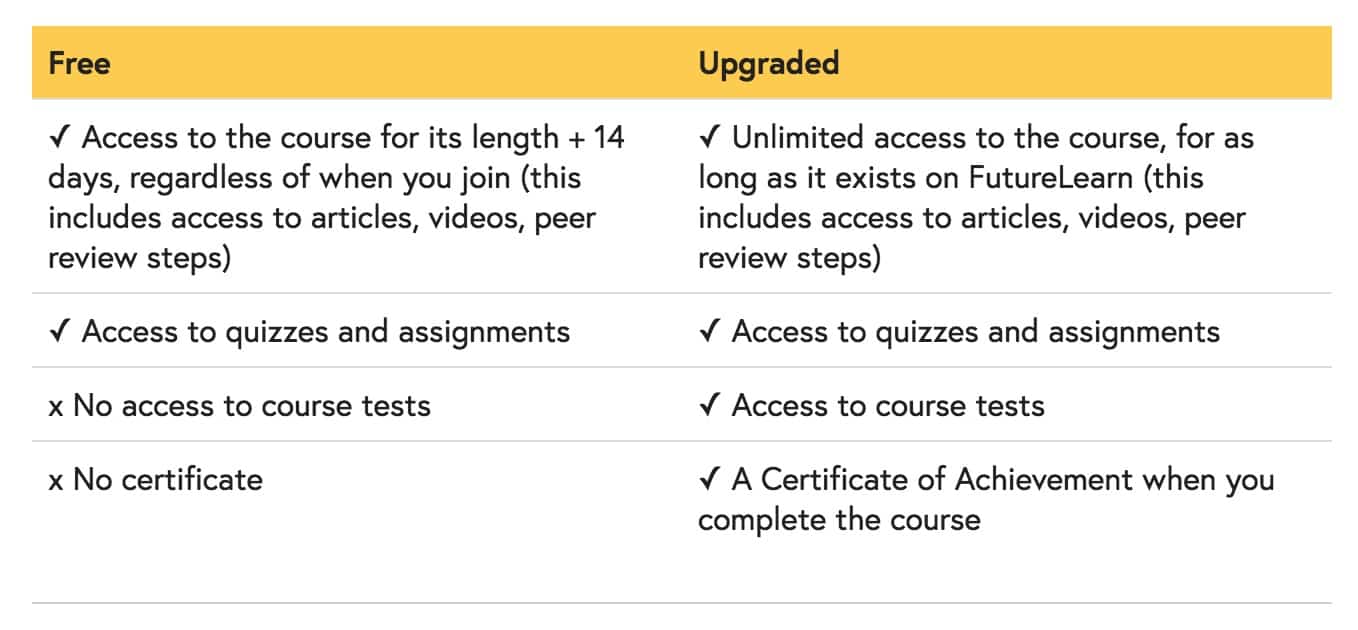 Free
Upgraded
✓ Access to the course for its length + 14
days, regardless of when you join (this
includes access to articles, videos, peer
review steps)
✓ Unlimited access to the course, for as
long as it exists on FutureLearn (this
includes access to articles, videos, peer
review steps)
✓ Access to quizzes and assignments
✓ Access to quizzes and assignments
x No access to course tests
✓ Access to course tests
x No certificate
✓ A Certificate of Achievement when you
complete the course